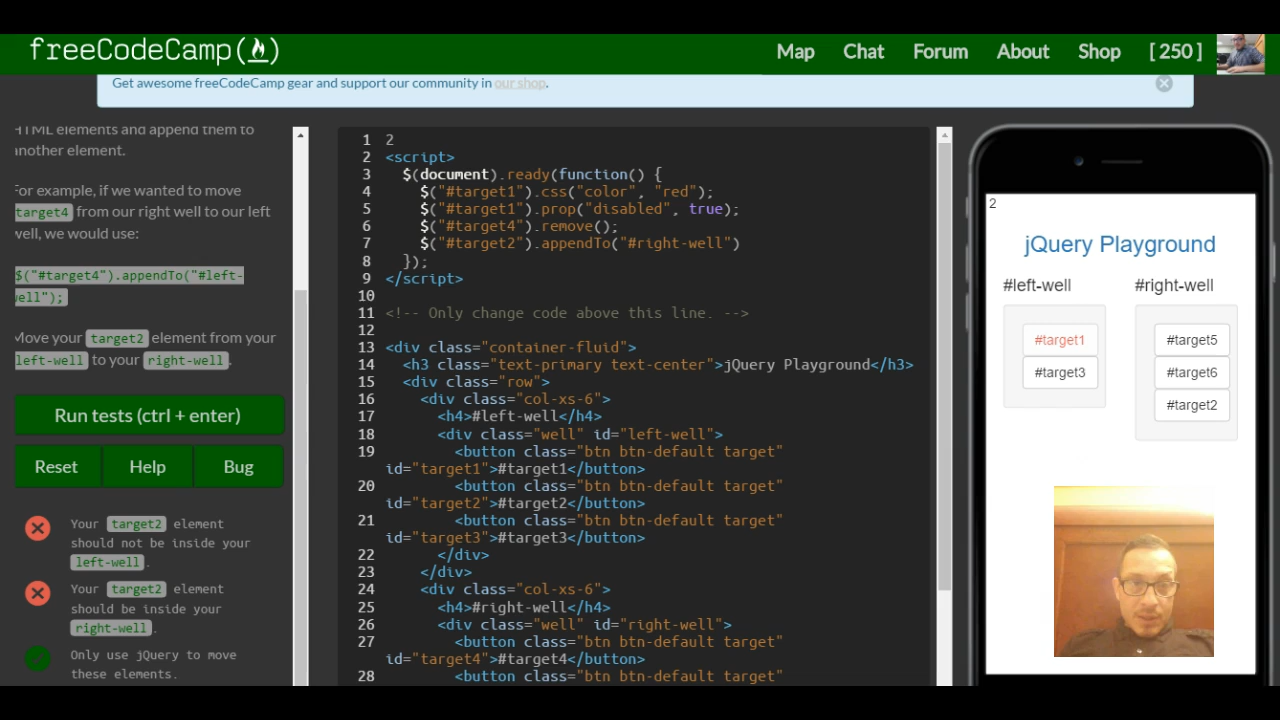 freeCodeCamp(🔥)
Map Chat Forum About Shop [ 250 ]
Get awesome freeCodeCamp gear and support our community in our shop.
HTML elements and append them to
another element.
For example, if we wanted to move
target4 from our right well to our left
well, we would use:
$("#target4").appendTo("#left-
well");
Move your target2 element from your
left-well to your right-well.
Run tests (ctrl + enter)
Reset Help Bug
Your target2 element
should not be inside your
left-well.
Your target2 element
should be inside your
right-well.
Only use jQuery to move
these elements.
1 2
2 <script>
3 $(document).ready(function() {
4 $("#target1").css("color", "red");
5 $("#target1").prop("disabled", true);
6 $("#target4").remove();
7 $("#target2").appendTo("#right-well")
8 });
9 </script>
10
11 <!-- Only change code above this line. -->
12
13 <div class="container-fluid">
14 <h3 class="text-primary text-center">jQuery Playground</h3>
15 <div class="row">
16 <div class="col-xs-6">
17 <h4>#left-well</h4>
18 <div class="well" id="left-well">
19 <button class="btn btn-default target"
id="target1">#target1</button>
20 <button class="btn btn-default target"
id="target2">#target2</button>
21 <button class="btn btn-default target"
id="target3">#target3</button>
22 </div>
23 </div>
24 <div class="col-xs-6">
25 <h4>#right-well</h4>
26 <div class="well" id="right-well">
27 <button class="btn btn-default target"
id="target4">#target4</button>
28 <button class="btn btn-default target"
2
jQuery Playground
#left-well #right-well
#target1 #target5
#target3 #target6
#target2